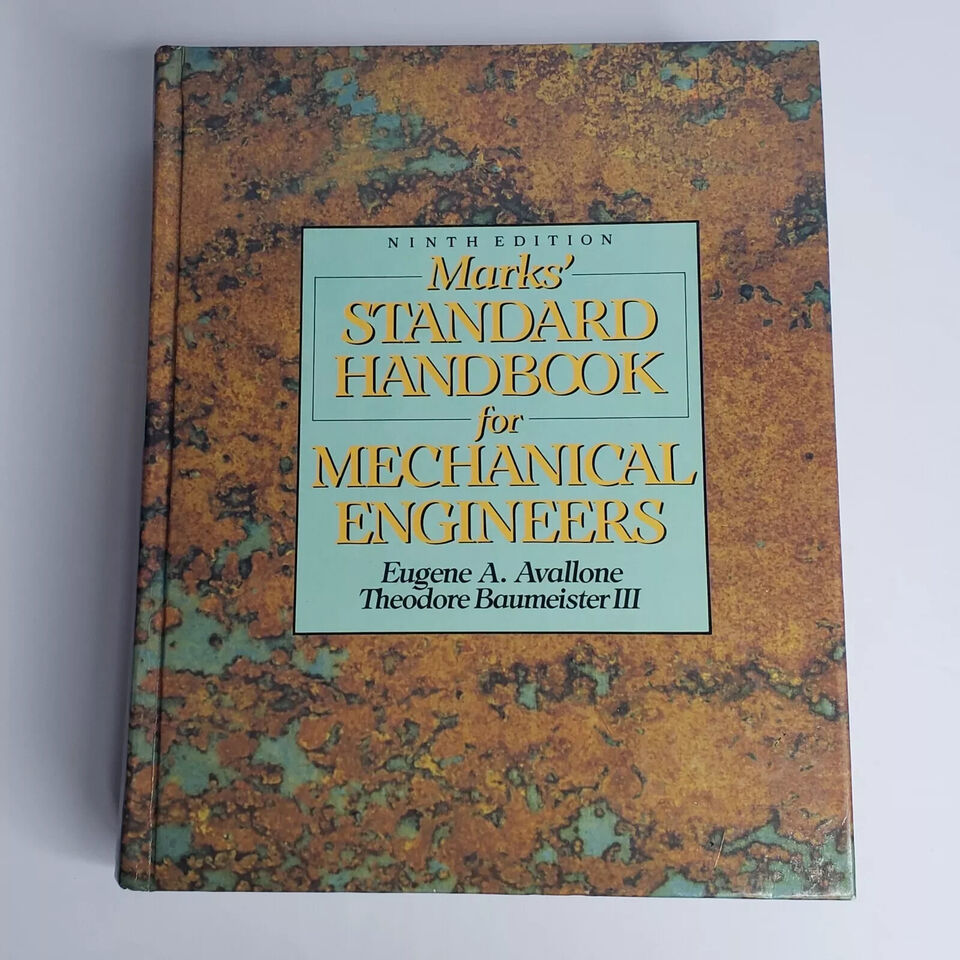 NINTH EDITION
Marks'
STANDARD
HANDBOOK
for
MECHANICAL
ENGINEERS
Eugene A. Avallone
Theodore Baumeister III